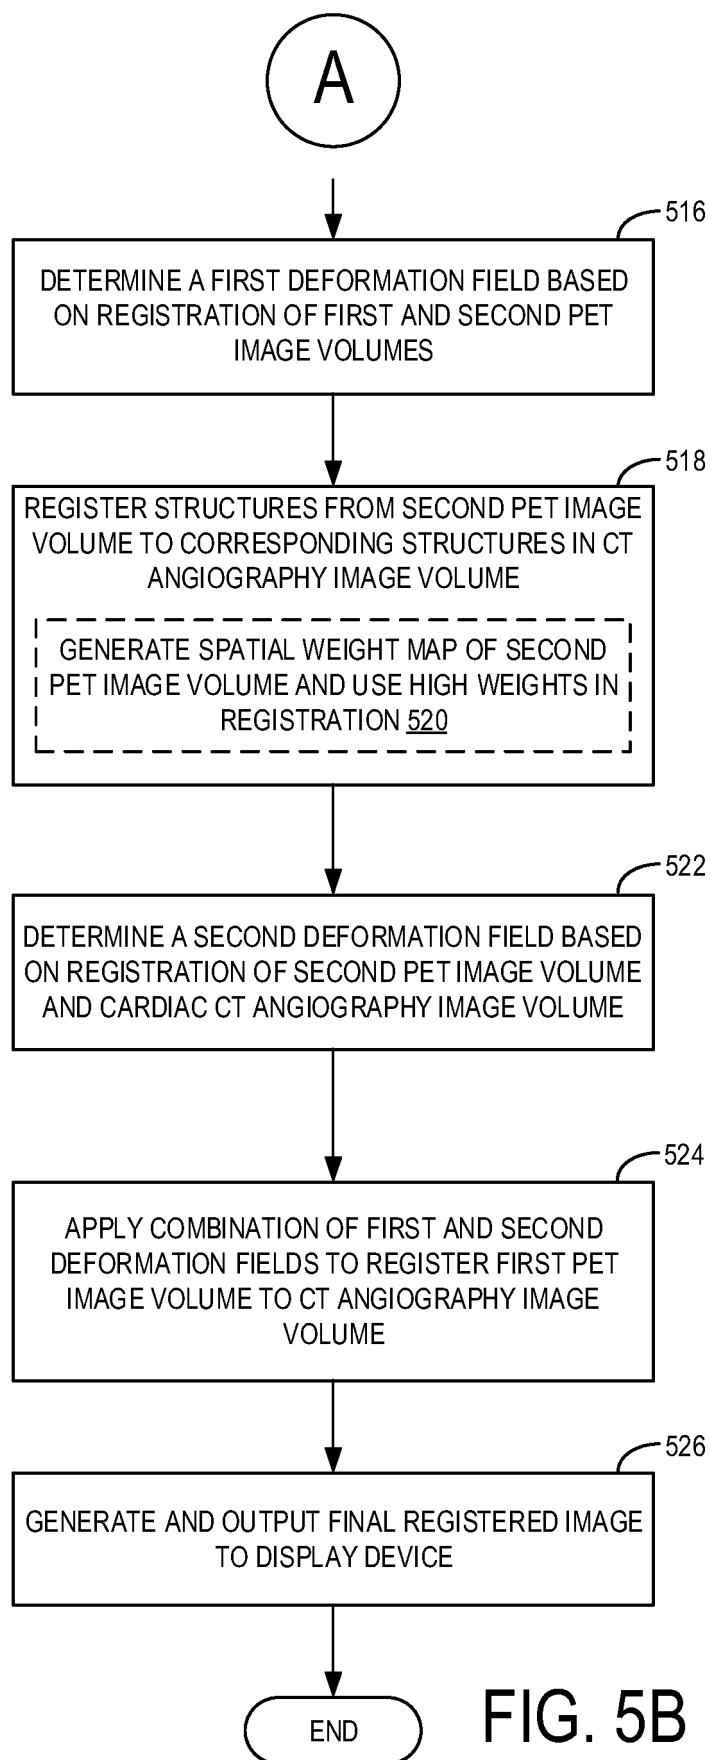 A
516
DETERMINE A FIRST DEFORMATION FIELD BASED
ON REGISTRATION OF FIRST AND SECOND PET
IMAGE VOLUMES
518
REGISTER STRUCTURES FROM SECOND PET IMAGE
VOLUME TO CORRESPONDING STRUCTURES IN CT
ANGIOGRAPHY IMAGE VOLUME
GENERATE SPATIAL WEIGHT MAP OF SECOND
PET IMAGE VOLUME AND USE HIGH WEIGHTS IN
REGISTRATION 520
522
DETERMINE A SECOND DEFORMATION FIELD BASED
ON REGISTRATION OF SECOND PET IMAGE VOLUME
AND CARDIAC CT ANGIOGRAPHY IMAGE VOLUME
524
APPLY COMBINATION OF FIRST AND SECOND
DEFORMATION FIELDS TO REGISTER FIRST PET
IMAGE VOLUME TO CT ANGIOGRAPHY IMAGE
VOLUME
526
GENERATE AND OUTPUT FINAL REGISTERED IMAGE
TO DISPLAY DEVICE
END
FIG. 5B